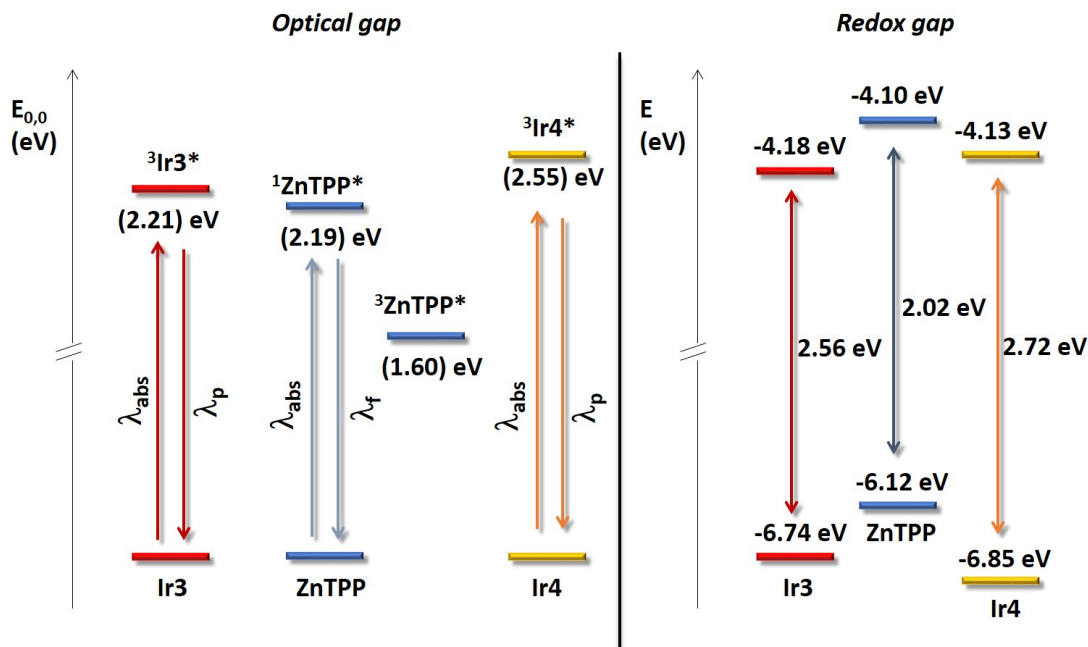 Optical gap
E0,0
(eV)
3Ir3*
(2.21) eV
1ZnTPP*
(2.19) eV
3ZnTPP*
(1.60) eV
3Ir4*
(2.55) eV
λabs
λp
λabs
λf
λabs
λp
Ir3
ZnTPP
Ir4
Redox gap
E
(eV)
-4.18 eV
-4.10 eV
-4.13 eV
2.56 eV
2.02 eV
2.72 eV
-6.74 eV
-6.12 eV
-6.85 eV
Ir3
ZnTPP
Ir4